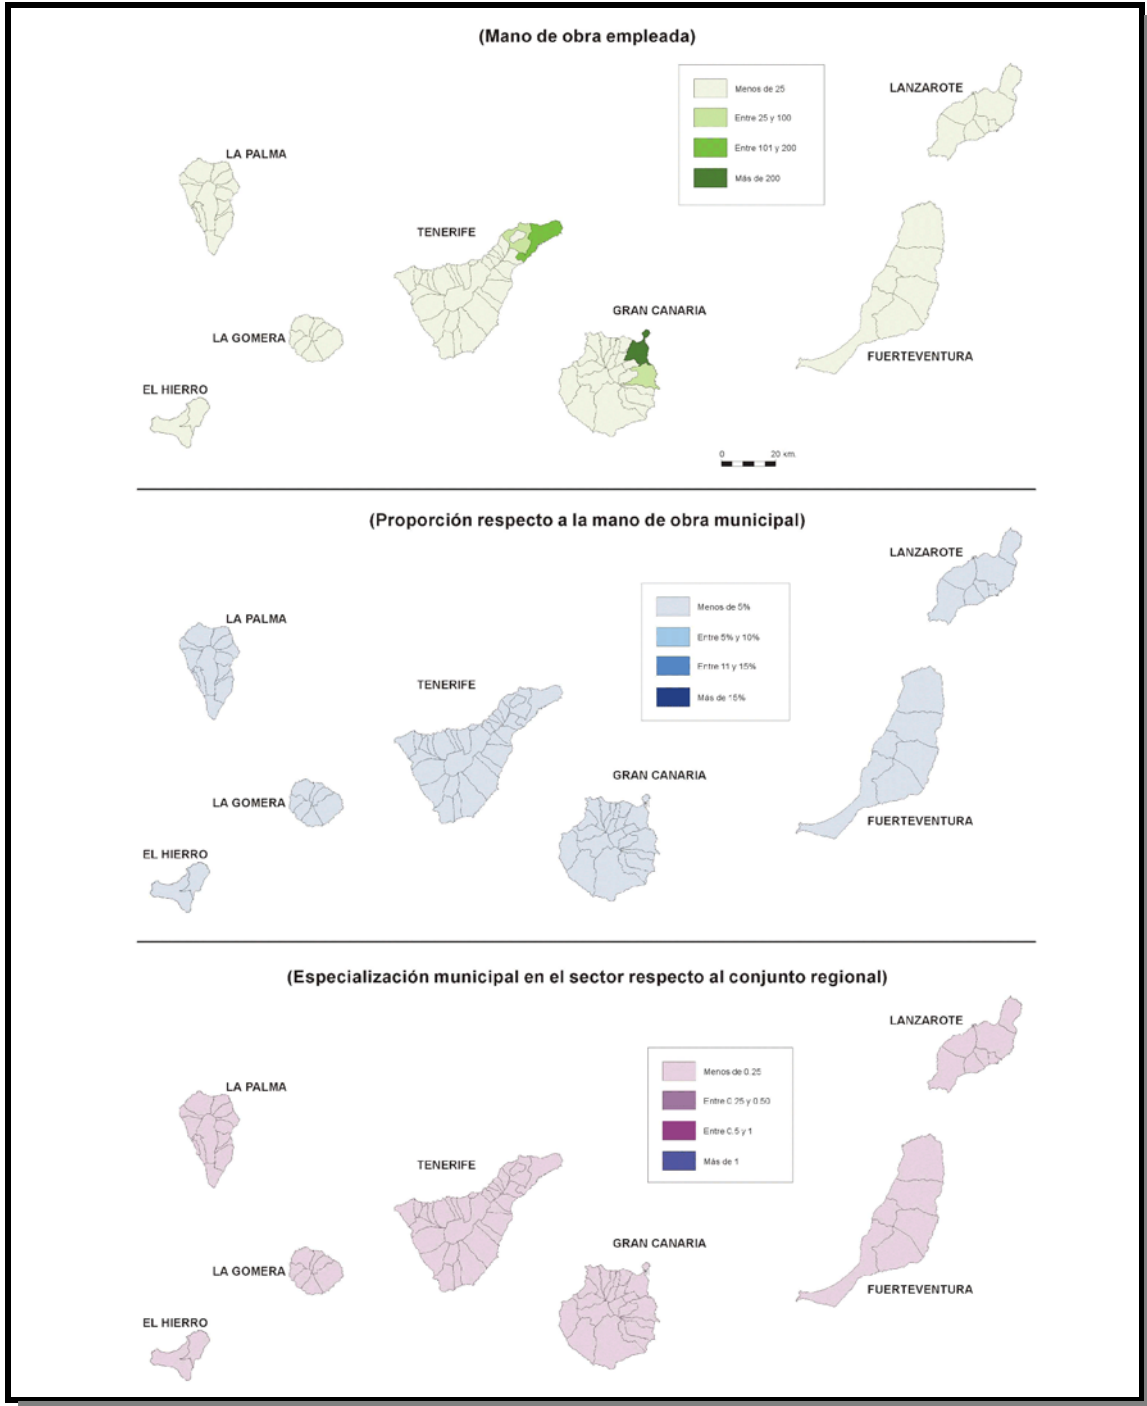 (Mano de obra empleada)
LANZAROTE
Menos de 25
Entre 25 y 100
Entre 101 y 200
Más de 200
LA PALMA
TENERIFE
GRAN CANARIA
LA GOMERA
FUERTEVENTURA
EL HIERRO
0 20 km.
(Proporción respecto a la mano de obra municipal)
LANZAROTE
Menos de 5%
Entre 5% y 10%
Entre 11 y 15%
Más de 15%
LA PALMA
TENERIFE
GRAN CANARIA
LA GOMERA
FUERTEVENTURA
EL HIERRO
(Especialización municipal en el sector respecto al conjunto regional)
LANZAROTE
Menos de 0.25
Entre 0.25 y 0.50
Entre 0.5 y 1
Más de 1
LA PALMA
TENERIFE
GRAN CANARIA
LA GOMERA
FUERTEVENTURA
EL HIERRO